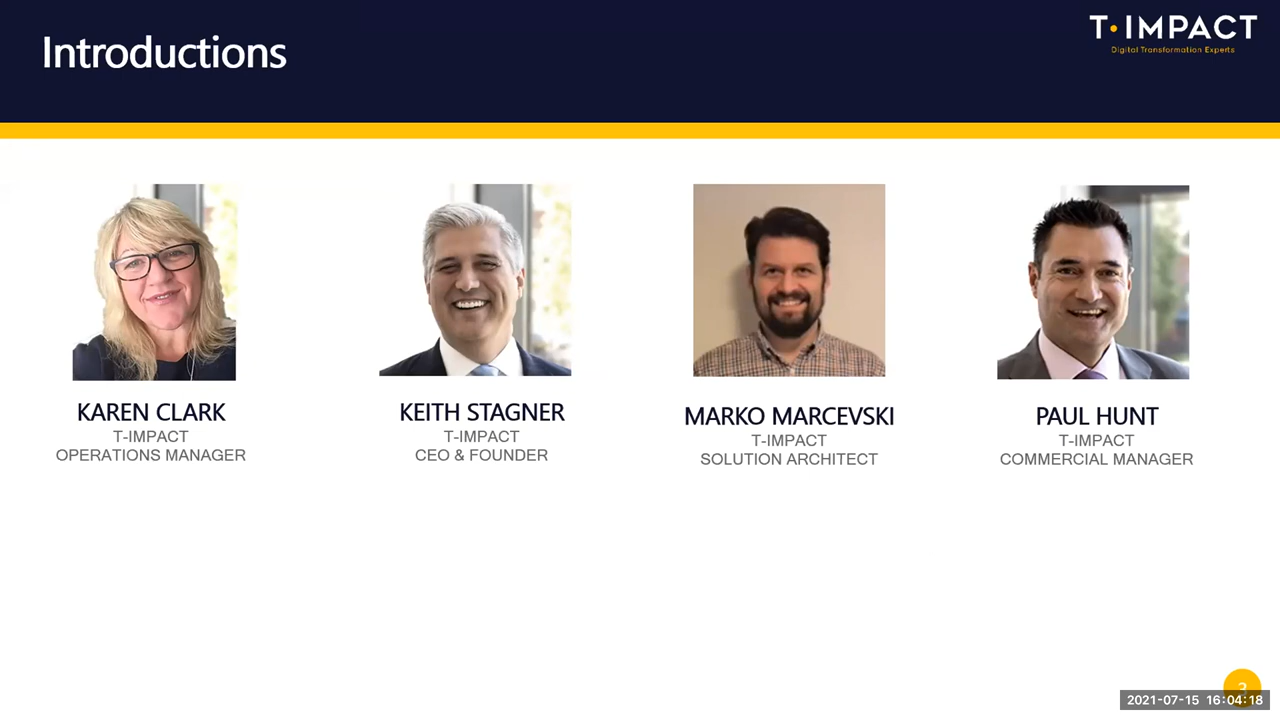 Introductions
T·IMPACT
Digital Transformation Experts
KAREN CLARK
T-IMPACT
OPERATIONS MANAGER
KEITH STAGNER
T-IMPACT
CEO & FOUNDER
MARKO MARCEVSKI
T-IMPACT
SOLUTION ARCHITECT
PAUL HUNT
T-IMPACT
COMMERCIAL MANAGER
3
2021-07-15 16:04:18